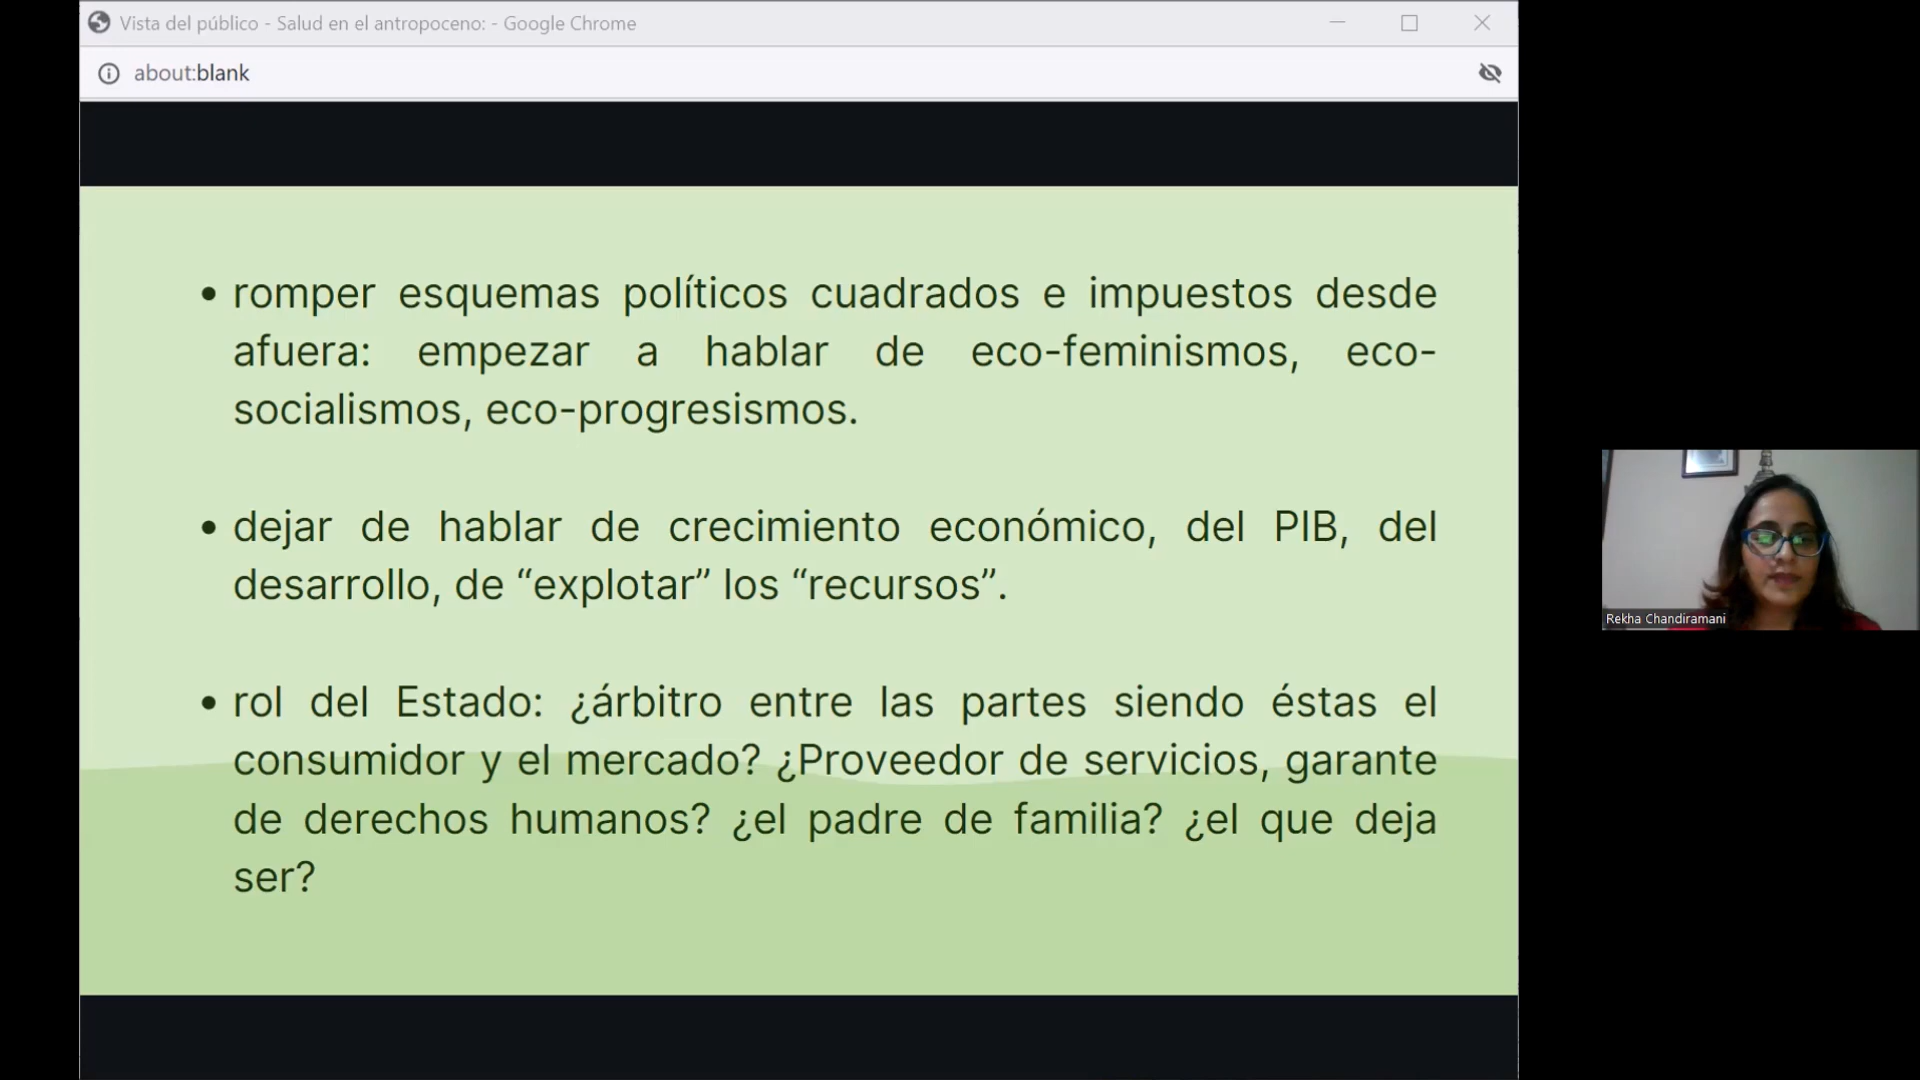 Vista del público - Salud en el antropoceno: - Google Chrome
about:blank
• romper esquemas políticos cuadrados e impuestos desde
afuera: empezar a hablar de eco-feminismos, eco-
socialismos, eco-progresismos.
• dejar de hablar de crecimiento económico, del PIB, del
desarrollo, de “explotar” los “recursos”.
• rol del Estado: ¿árbitro entre las partes siendo éstas el
consumidor y el mercado? ¿Proveedor de servicios, garante
de derechos humanos? ¿el padre de familia? ¿el que deja
ser?
Rekha Chandiramani